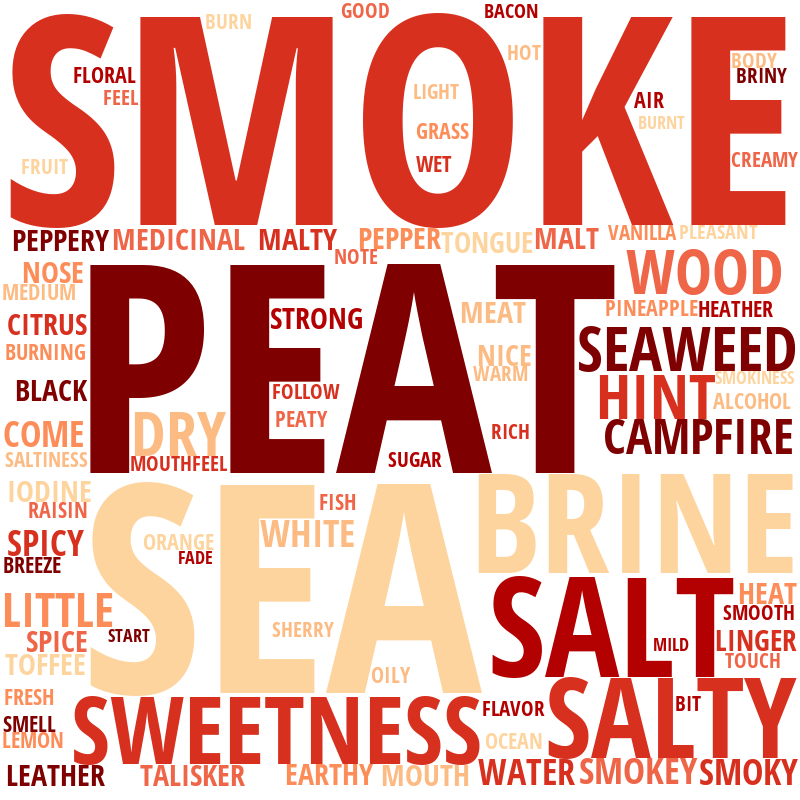 GOOD BACON
BURN
SMOKE
HOT
BODY
FLORAL BRINY
FEEL LIGHT AIR
GRASS BURNT
FRUIT WET CREAMY
PEPPERY MEDICINAL MALTY PEPPER TONGUE MALT VANILLA PLEASANT
NOTE
NOSE WOOD
MEDIUM
PEAT
CITRUS STRONG MEAT PINEAPPLE HEATHER
BURNING NICE SEAWEED
WARM SMOKINESS
BLACK FOLLOW HINT ALCOHOL
COME DRY PEATY RICH CAMPFIRE
SALTINESS MOUTHFEEL SUGAR
IODINE BRINE
RAISIN FISH
SEA
SPICY ORANGE WHITE
BREEZE FADE
LITTLE SALT HEAT
SMOOTH
SPICE START SHERRY MILD LINGER
TOFFEE OILY TOUCH
FRESH SWEETNESS FLAVOR SALTY BIT
SMELL
LEMON OCEAN
LEATHER TALISKER EARTHY MOUTH WATER SMOKEY SMOKY